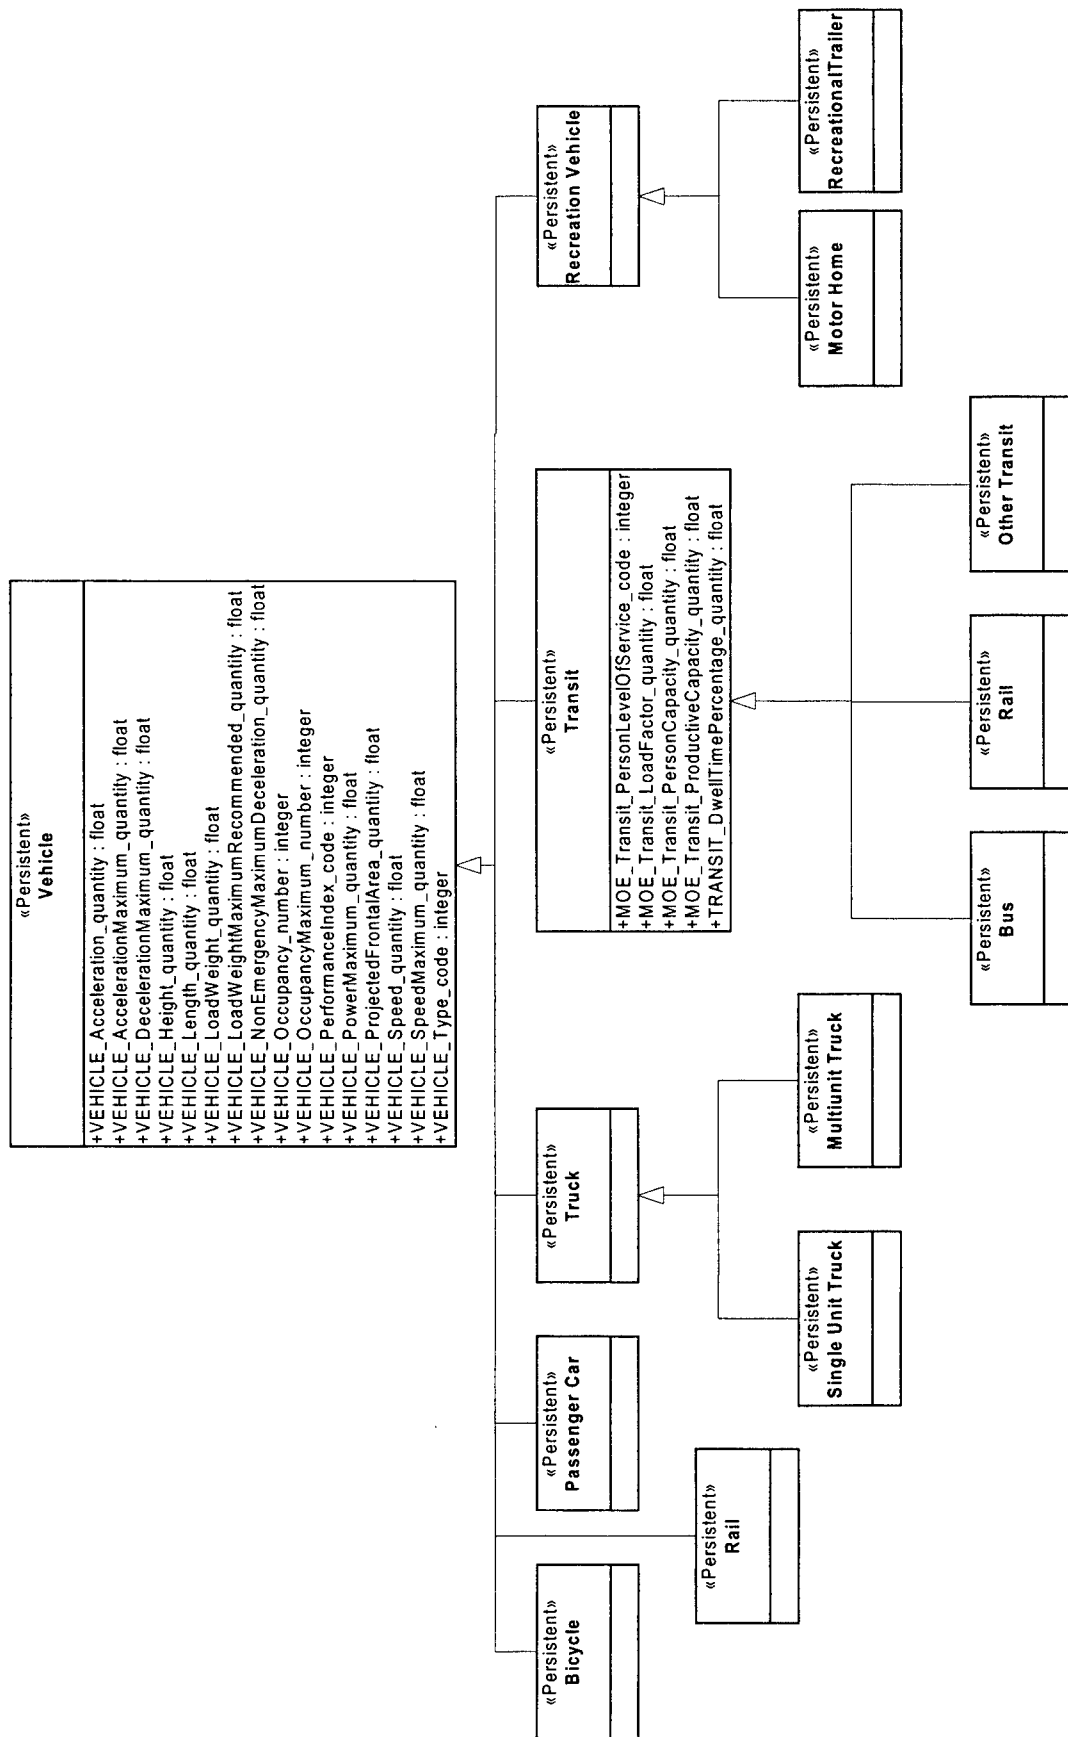 «Persistent»
Vehicle
+VEHICLE_Acceleration_quantity : float
+VEHICLE_AccelerationMaximum_quantity : float
+VEHICLE_DecelerationMaximum_quantity : float
+VEHICLE_Height_quantity : float
+VEHICLE_Length_quantity : float
+VEHICLE_LoadWeight_quantity : float
+VEHICLE_LoadWeightMaximumRecommended_quantity : float
+VEHICLE_NonEmergencyMaximumDeceleration_quantity : float
+VEHICLE_Occupancy_number : integer
+VEHICLE_OccupancyMaximum_number : integer
+VEHICLE_PerformanceIndex_code : integer
+VEHICLE_PowerMaximum_quantity : float
+VEHICLE_ProjectedFrontalArea_quantity : float
+VEHICLE_Speed_quantity : float
+VEHICLE_SpeedMaximum_quantity : float
+VEHICLE_Type_code : integer
«Persistent»
Bicycle
«Persistent»
Passenger Car
«Persistent»
Truck
«Persistent»
Transit
+MOE_Transit_PersonLevelOfService_code : integer
+MOE_Transit_LoadFactor_quantity : float
+MOE_Transit_PersonCapacity_quantity : float
+MOE_Transit_ProductiveCapacity_quantity : float
+TRANSIT_DwellTimePercentage_quantity : float
«Persistent»
Recreation Vehicle
«Persistent»
Rail
«Persistent»
Single Unit Truck
«Persistent»
Multiunit Truck
«Persistent»
Motor Home
«Persistent»
RecreationalTrailer
«Persistent»
Bus
«Persistent»
Rail
«Persistent»
Other Transit